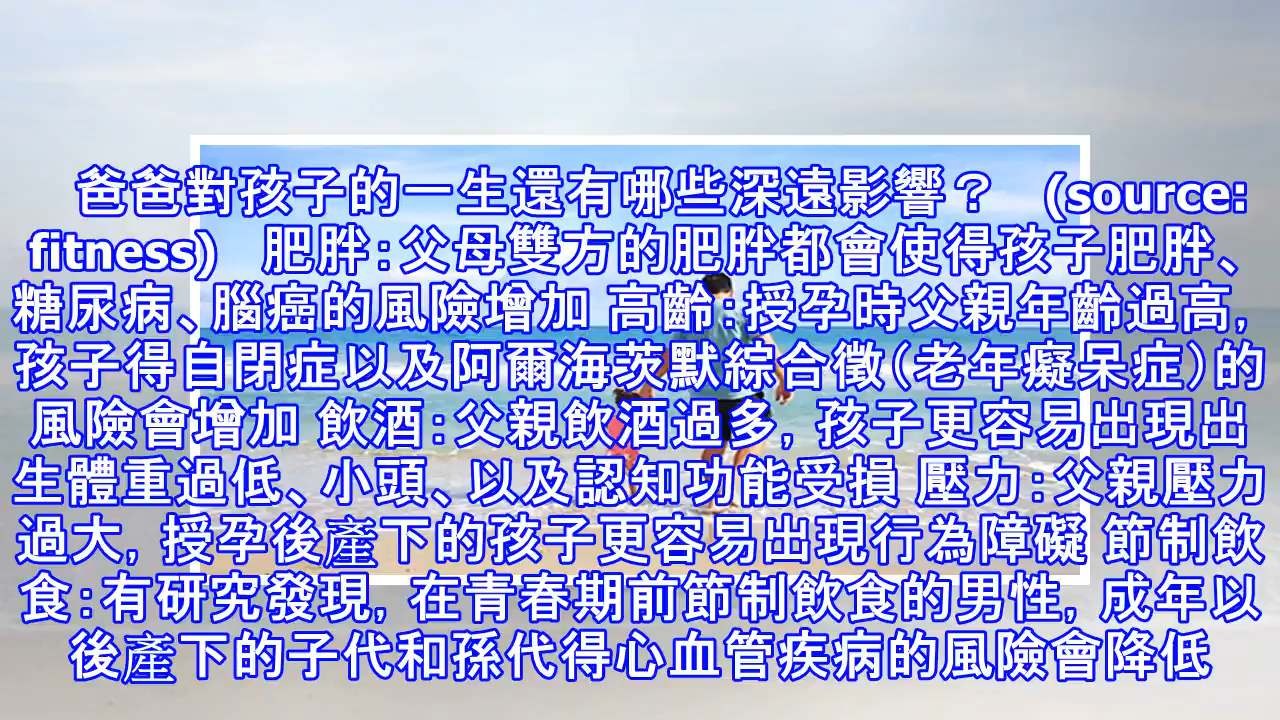 爸爸對孩子的一生還有哪些深遠影響？ (source:
fitness) 肥胖：父母雙方的肥胖都會使得孩子肥胖、
糖尿病、腦癌的風險增加 高齡：授孕時父親年齡過高，
孩子得自閉症以及阿爾海茨默綜合徵（老年癡呆症）的
風險會增加 飲酒：父親飲酒過多，孩子更容易出現出
生體重過低、小頭、以及認知功能受損 壓力：父親壓力
過大，授孕後產下的孩子更容易出現行為障礙 節制飲
食：有研究發現，在青春期前節制飲食的男性，成年以
後產下的子代和孫代得心血管疾病的風險會降低